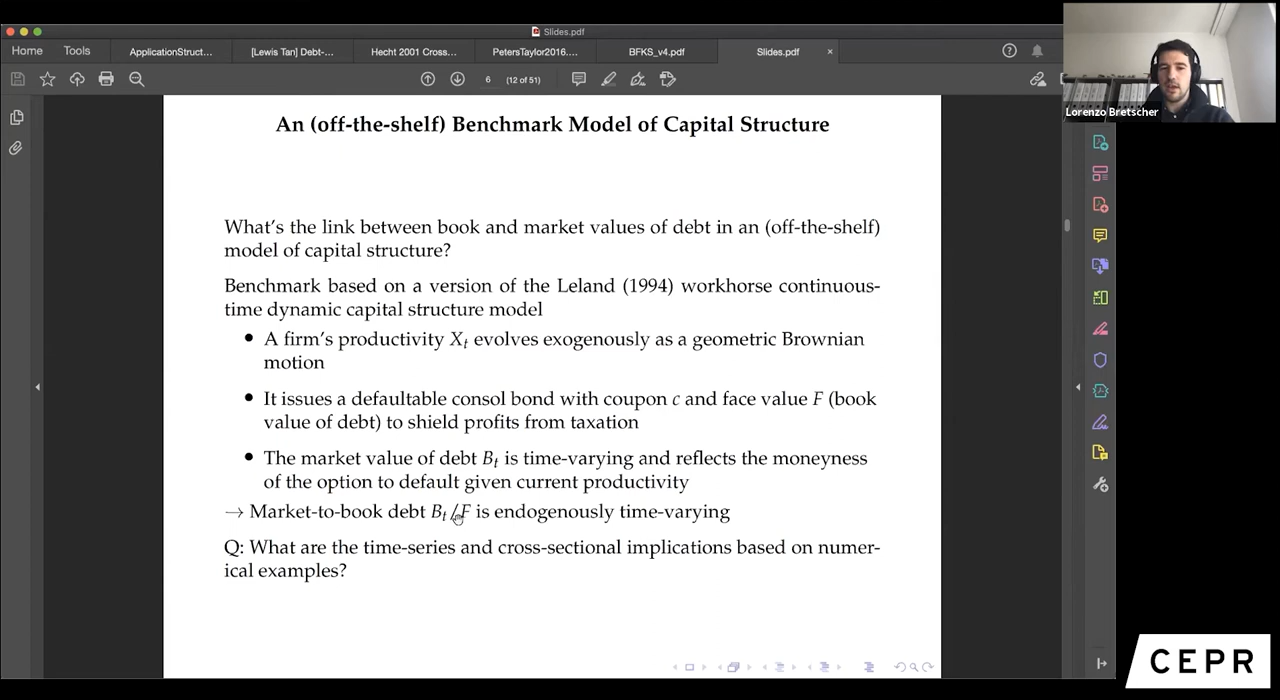 Slides.pdf
Home
Tools
ApplicationStruct...
[Lewis Tan] Debt-...
Hecht 2001 Cross...
PetersTaylor2016....
BFKS_v4.pdf
Slides.pdf
×
6
(12 of 51)
Lorenzo Bretscher
An (off-the-shelf) Benchmark Model of Capital Structure
What's the link between book and market values of debt in an (off-the-shelf)
model of capital structure?
Benchmark based on a version of the Leland (1994) workhorse continuous-
time dynamic capital structure model
• A firm's productivity Xt evolves exogenously as a geometric Brownian
motion
• It issues a defaultable consol bond with coupon c and face value F (book
value of debt) to shield profits from taxation
• The market value of debt Bt is time-varying and reflects the moneyness
of the option to default given current productivity
→ Market-to-book debt Bt/F is endogenously time-varying
Q: What are the time-series and cross-sectional implications based on numer-
ical examples?
CEPR